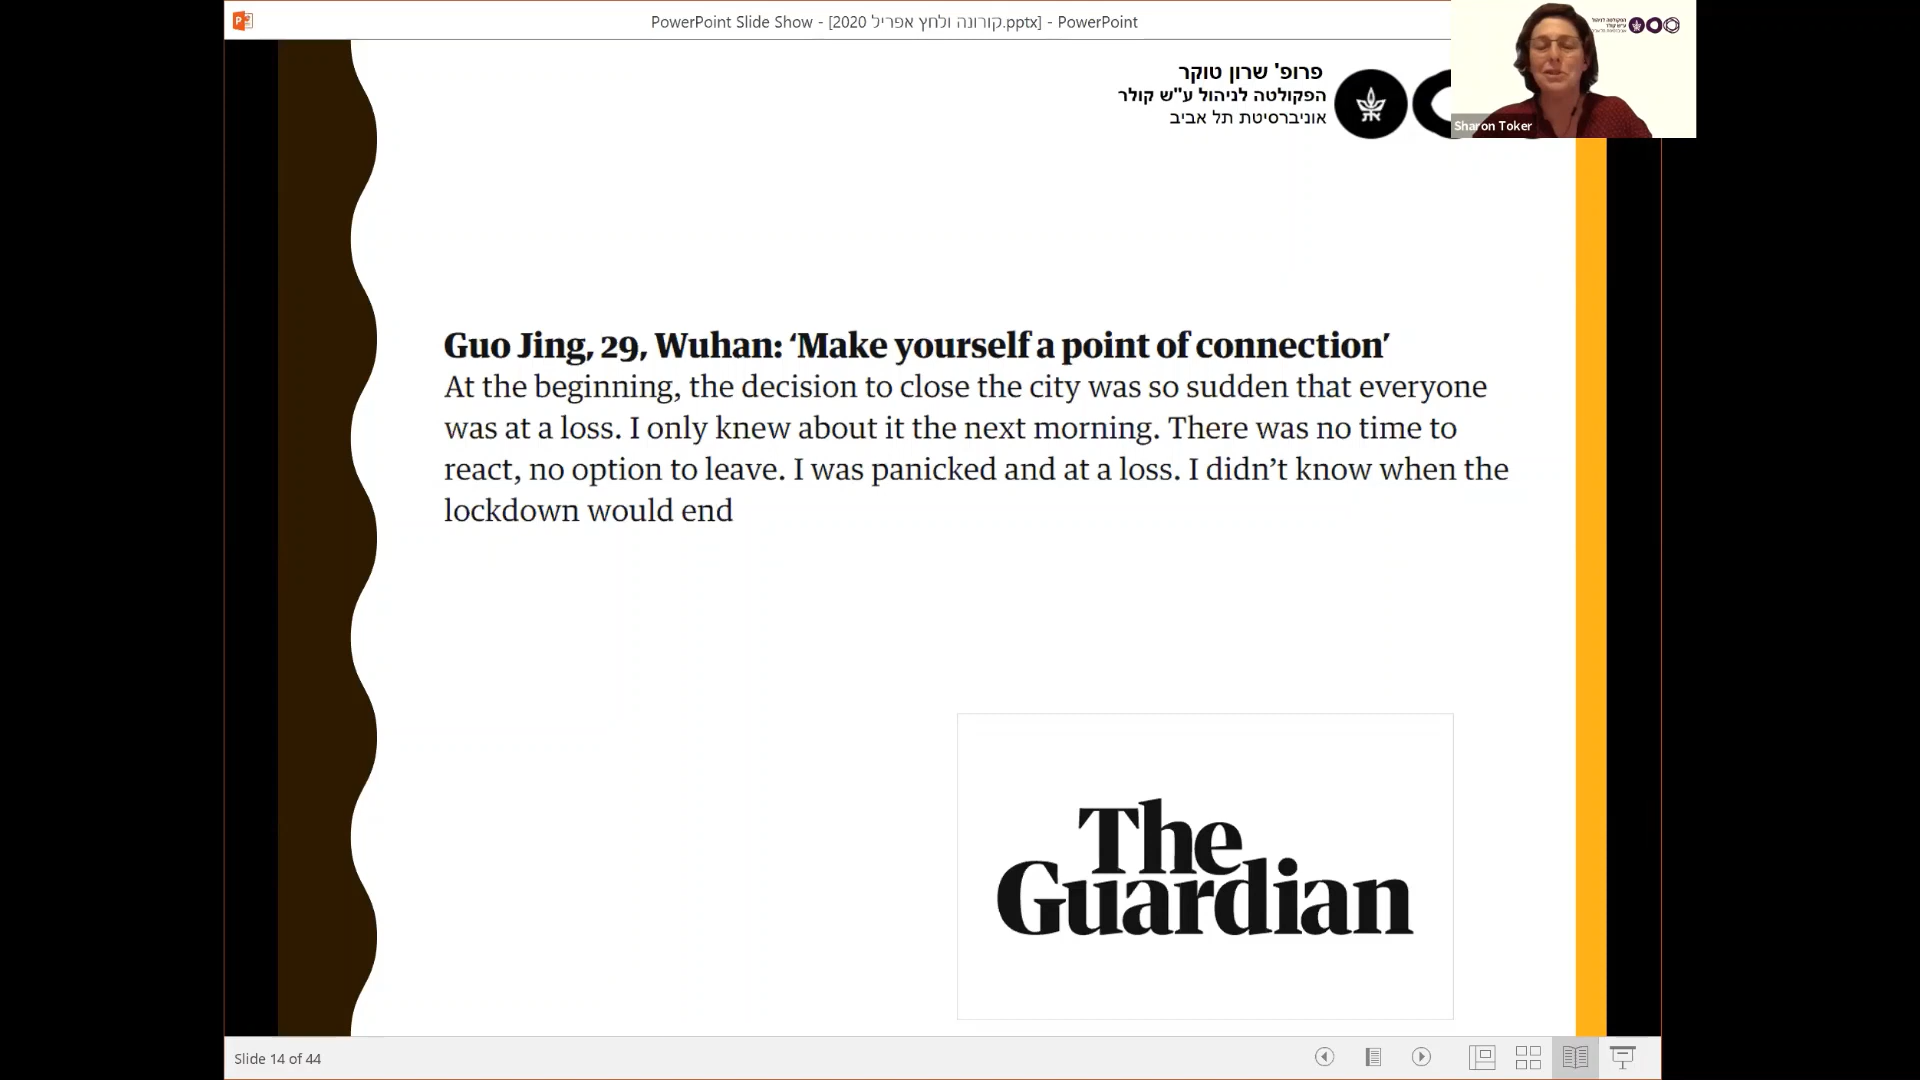 PowerPoint Slide Show - [קורונה ולחץ אפריל 2020.pptx] - PowerPoint
פרופ' שרון טוקר
הפקולטה לניהול ע"ש קולר
אוניברסיטת תל אביב
Sharon Toker
Guo Jing, 29, Wuhan: ‘Make yourself a point of connection’
At the beginning, the decision to close the city was so sudden that everyone
was at a loss. I only knew about it the next morning. There was no time to
react, no option to leave. I was panicked and at a loss. I didn’t know when the
lockdown would end
The
Guardian
Slide 14 of 44